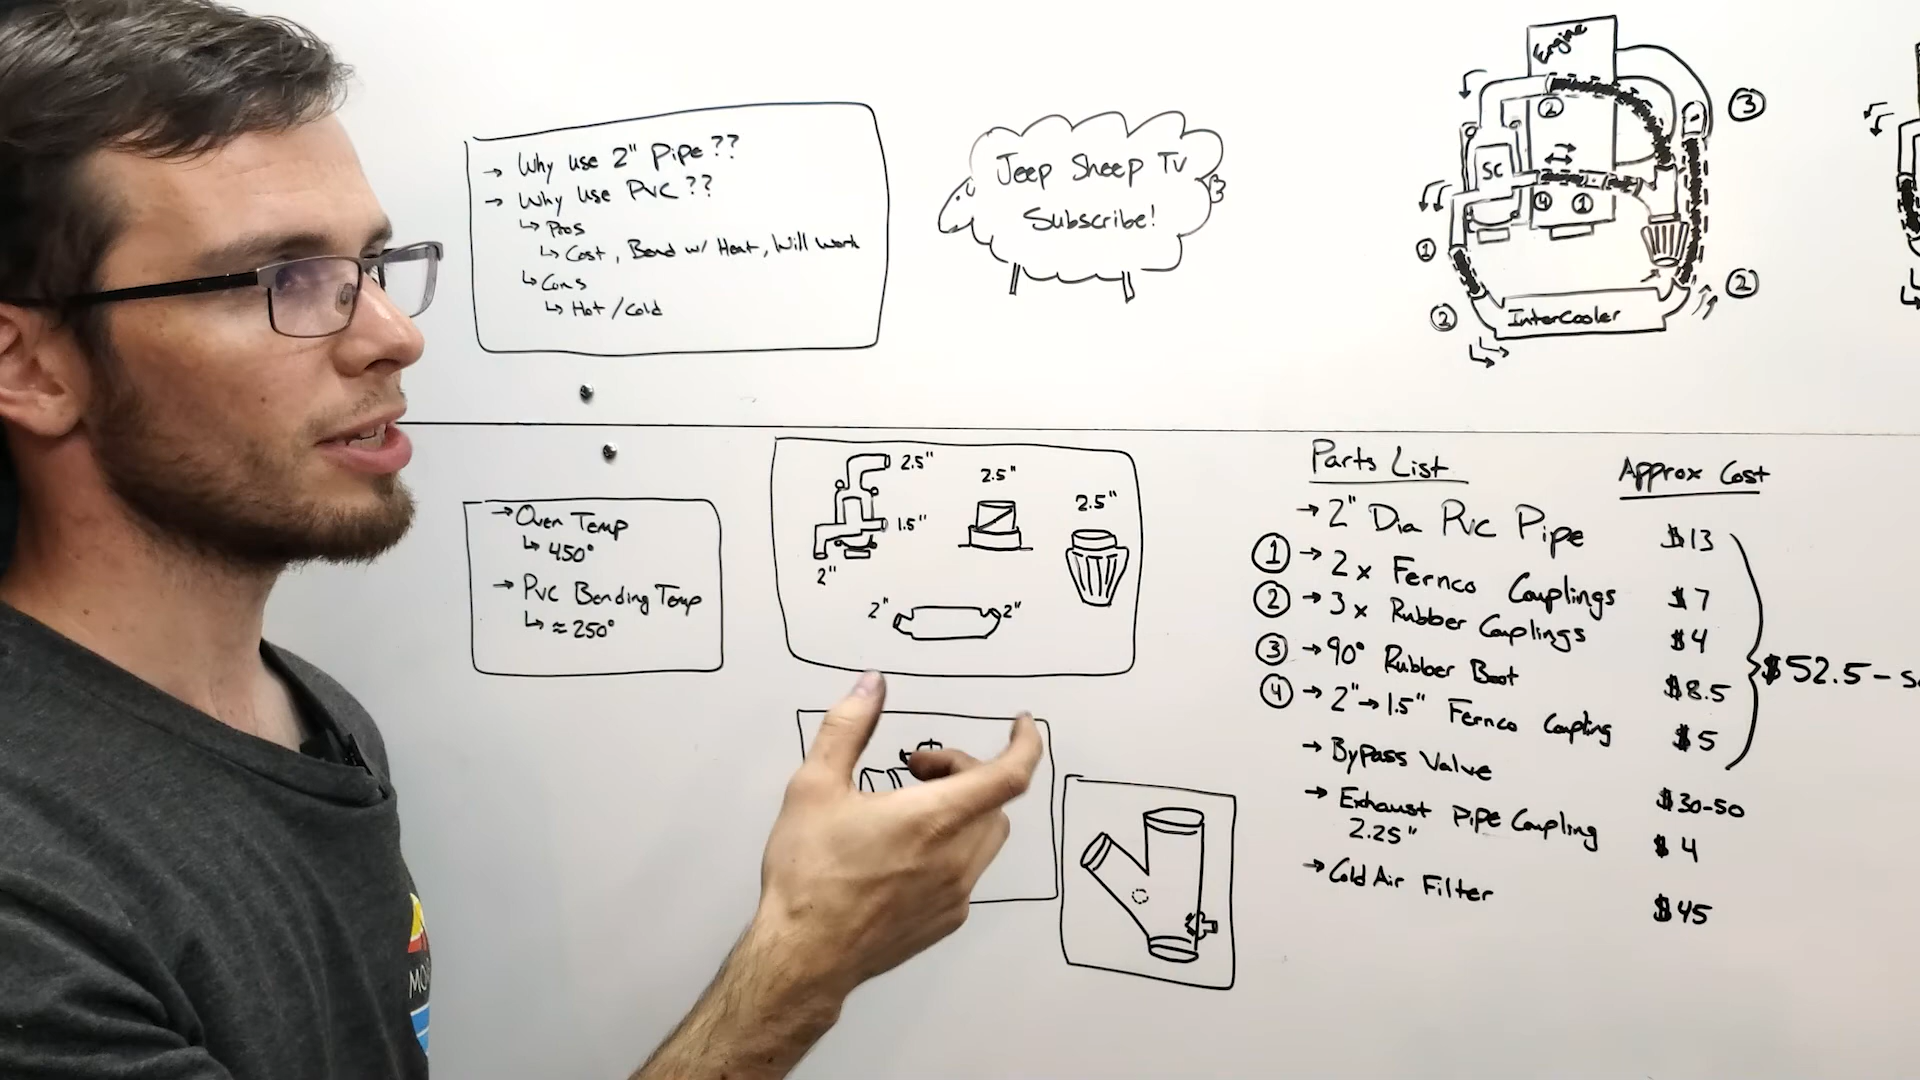 → Why use 2" Pipe??
→ Why use PVC??
↳ Pros
↳ Cost, Bend w/ Heat, Will Work
↳ Cons
↳ Hot/Cold
Jeep Sheep TV
Subscribe!
Engine
2
3
SC
4
1
1
2
2
InterCooler
→ Oven Temp
↳ 450°
→ PVC Bending Temp
↳ ≈ 250°
2.5"
1.5"
2"
2.5"
2.5"
2"
2"
Parts List Approx Cost
→ 2" Dia PVC Pipe $13
1 → 2x Fernco Couplings $7
2 → 3x Rubber Couplings $4
3 → 90° Rubber Boot $8.5
4 → 2"→1.5" Fernco Coupling $5
$52.5 -
→ Bypass Valve $30-50
→ Exhaust Pipe Coupling $4
2.25"
→ Cold Air Filter $45